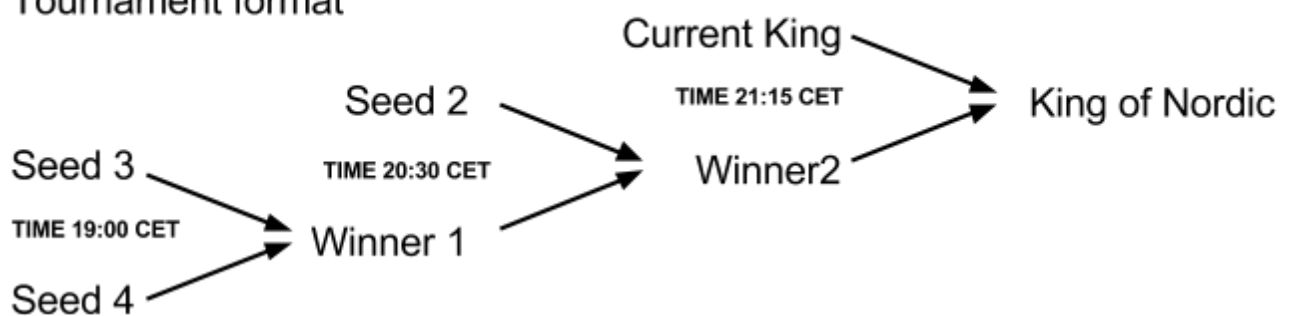 Tournament format
Current King
Seed 2
TIME 21:15 CET
King of Nordic
Seed 3
TIME 20:30 CET
Winner2
TIME 19:00 CET
Winner 1
Seed 4